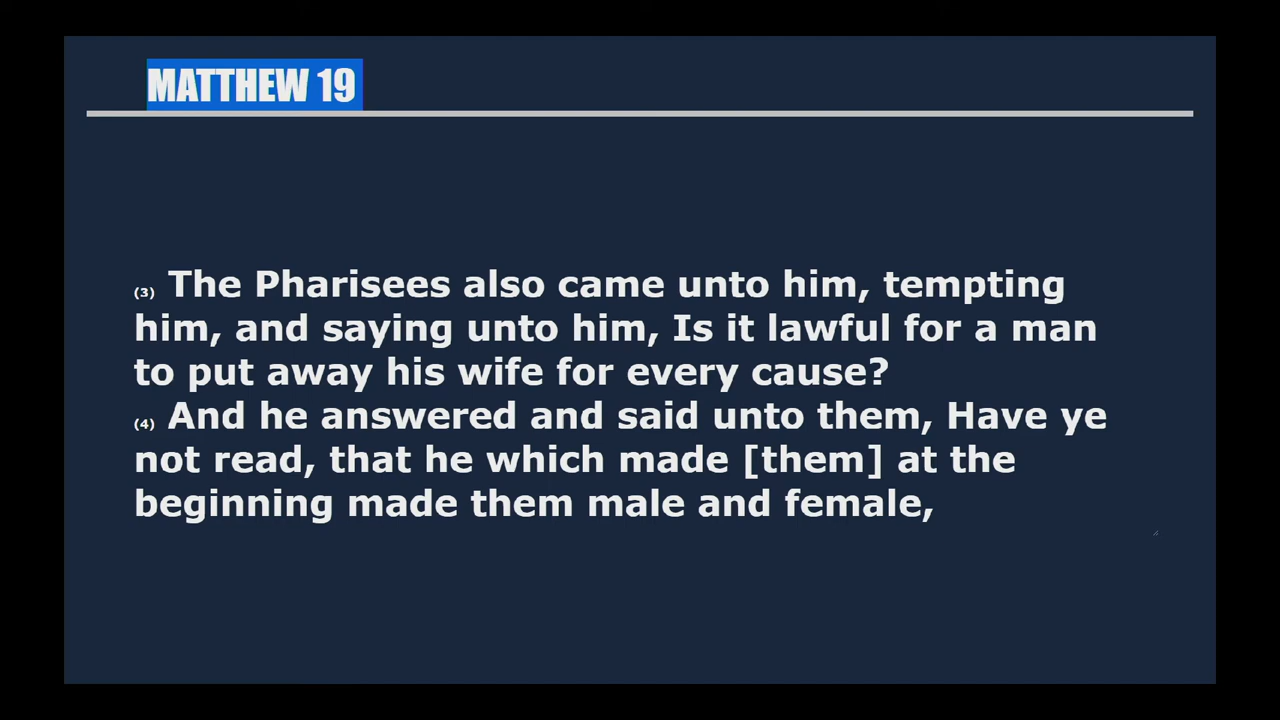 MATTHEW 19
(3) The Pharisees also came unto him, tempting
him, and saying unto him, Is it lawful for a man
to put away his wife for every cause?
(4) And he answered and said unto them, Have ye
not read, that he which made [them] at the
beginning made them male and female,